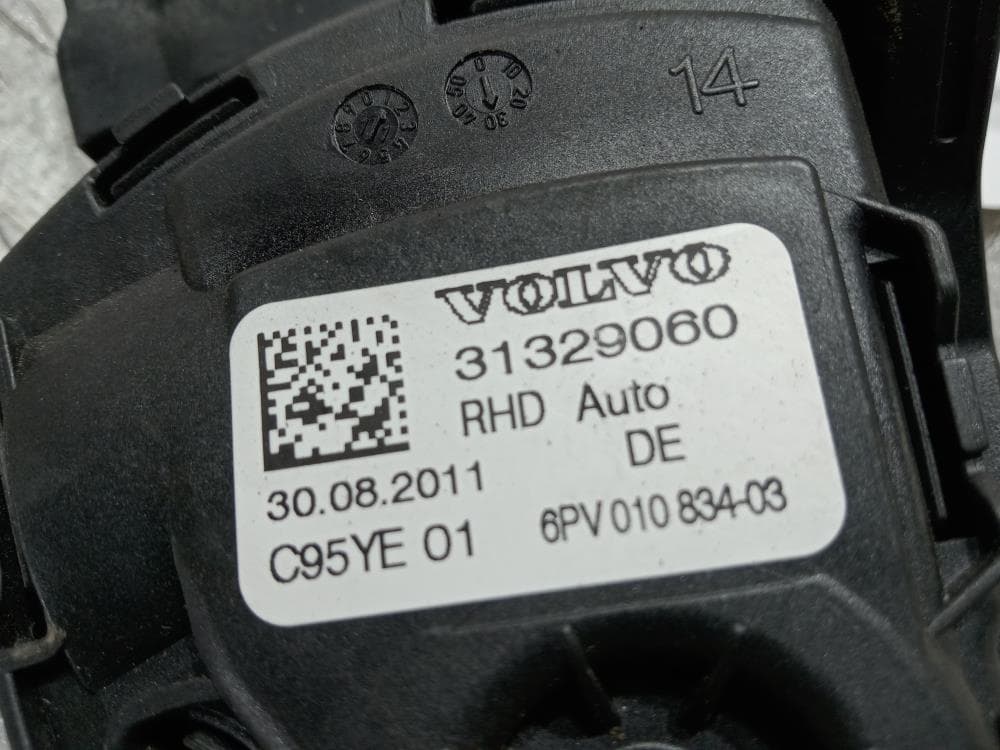 14
VOLVO
31329060
RHD Auto
DE
30.08.2011
C95YE 01
6PV 010 834-03